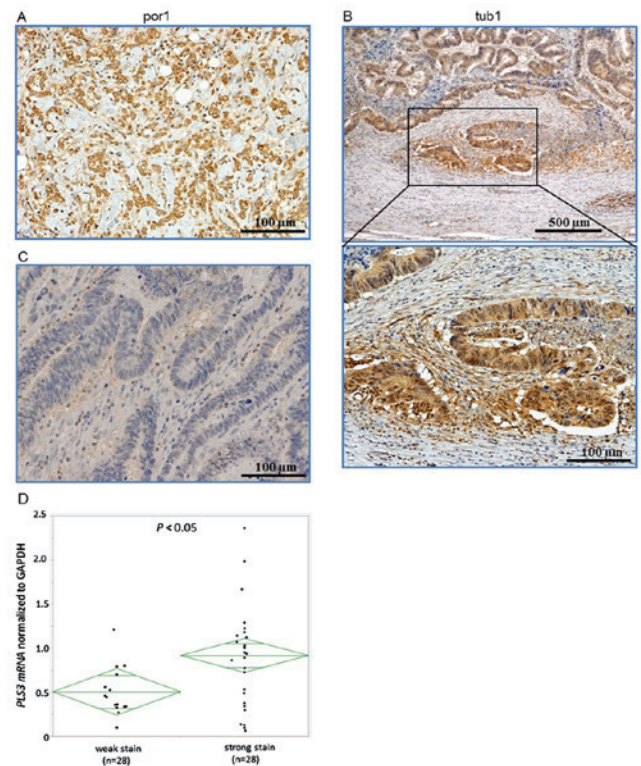 A
por1
B
tub1
100 μm
500 μm
C
100 μm
100 μm
D
P < 0.05
PLS3 mRNA normalized to GAPDH
2.5
2.0
1.5
1.0
0.5
0
weak stain
(n=28)
strong stain
(n=28)